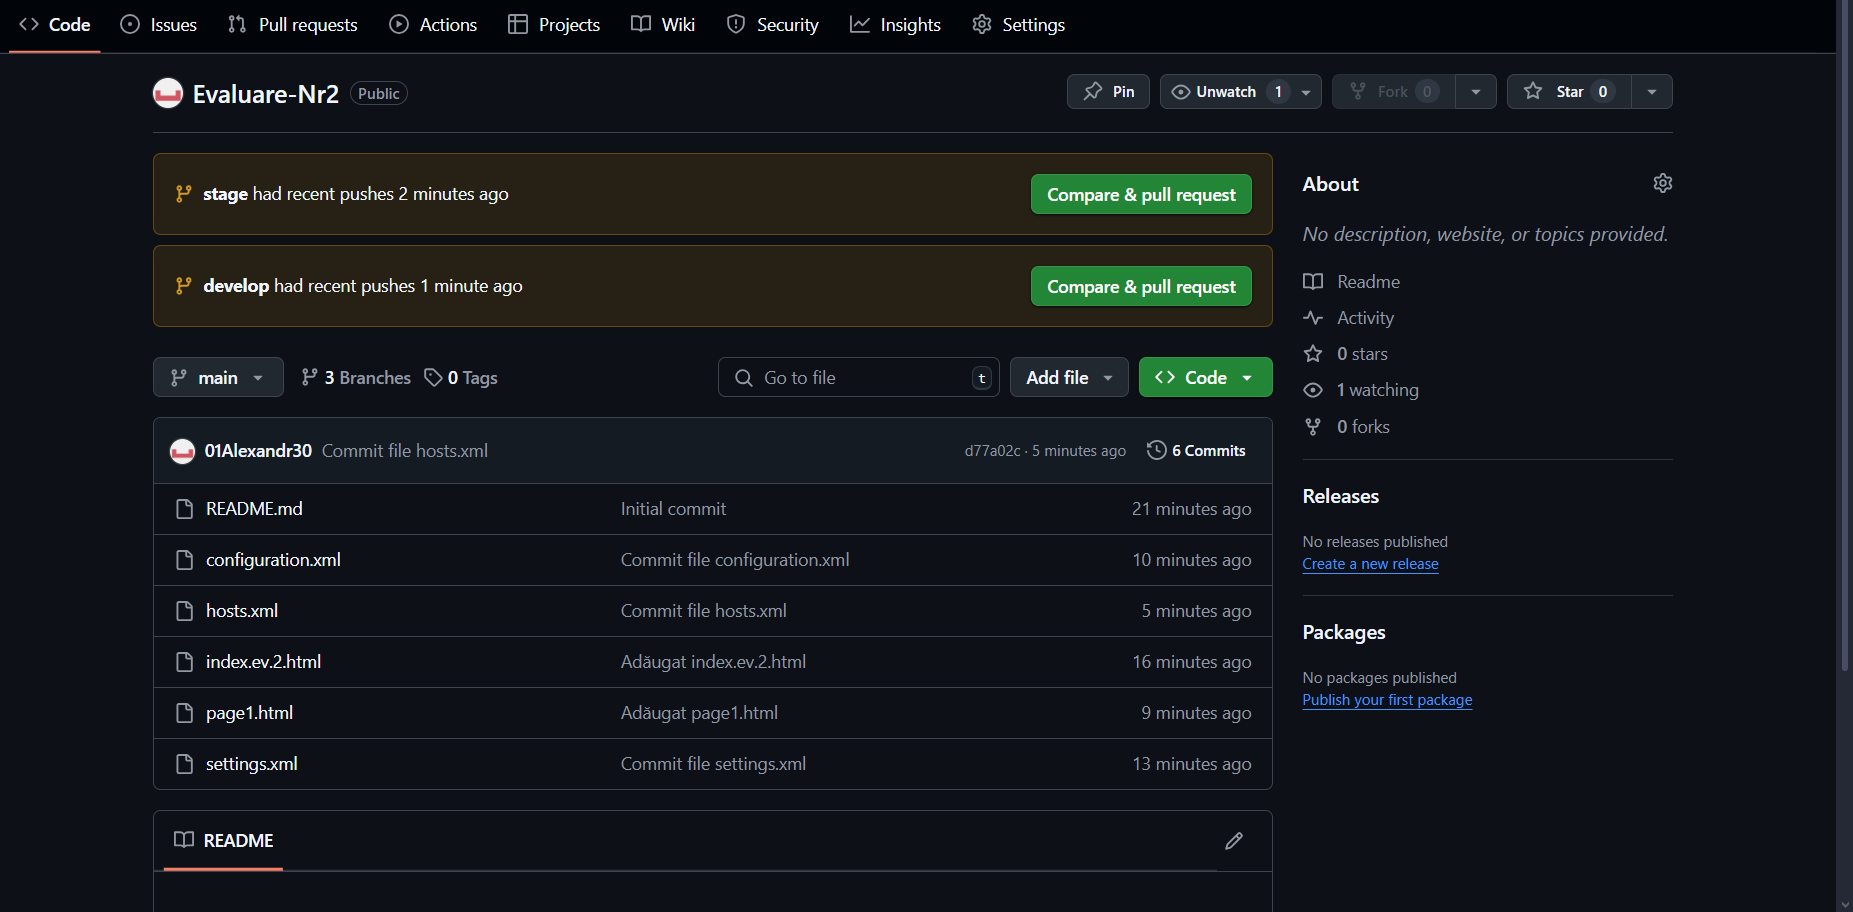 Code Issues Pull requests Actions Projects Wiki Security Insights Settings
Evaluare-Nr2 Public
Pin Unwatch 1 Fork 0 Star 0
stage had recent pushes 2 minutes ago
Compare & pull request
develop had recent pushes 1 minute ago
Compare & pull request
main 3 Branches 0 Tags Go to file t Add file Code
01Alexandr30 Commit file hosts.xml d77a02c · 5 minutes ago 6 Commits
README.md Initial commit 21 minutes ago
configuration.xml Commit file configuration.xml 10 minutes ago
hosts.xml Commit file hosts.xml 5 minutes ago
index.ev.2.html Adăugat index.ev.2.html 16 minutes ago
page1.html Adăugat page1.html 9 minutes ago
settings.xml Commit file settings.xml 13 minutes ago
README
About
No description, website, or topics provided.
Readme
Activity
0 stars
1 watching
0 forks
Releases
No releases published
Create a new release
Packages
No packages published
Publish your first package